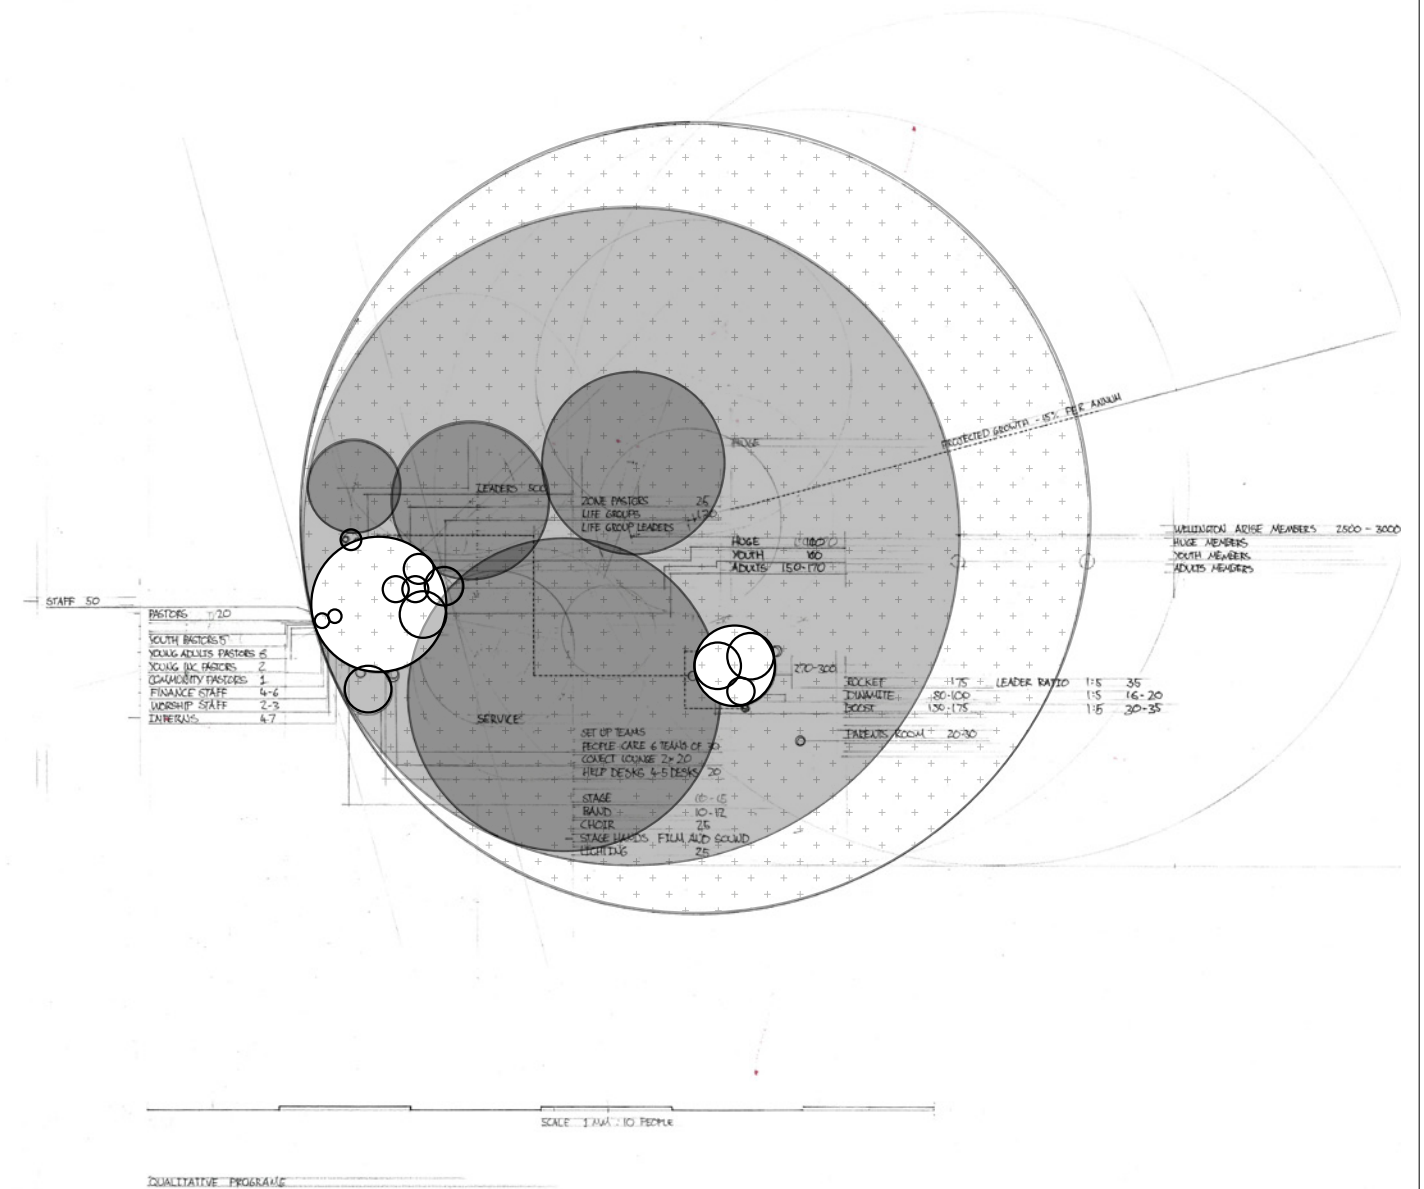 PROJECTED GROWTH - 15% PER ANNUM
HUGE
LEADERS 500
ZONE PASTORS 25
LIFE GROUPS 120
LIFE GROUP LEADERS
HUGE
YOUTH 100
ADULTS 150-170
WELLINGTON ARISE MEMBERS 2500 - 3000
HUGE MEMBERS
YOUTH MEMBERS
ADULTS MEMBERS
STAFF 50
PASTORS 20
YOUTH PASTORS 5
YOUNG ADULTS PASTORS 5
YOUNG INC PASTORS 2
COMMUNITY PASTORS 1
FINANCE STAFF 4-6
WORSHIP STAFF 2-3
INTERNS 4-7
270-300
ROCKET 175 LEADER RATIO 1:5 35
DINAMITE 80-100 1:5 16-20
BOOST 150-175 1:5 30-35
PARENTS ROOM 20-30
SERVICE
SET UP TEAMS
PEOPLE CARE 6 TEAMS OF 30
CONECT LOUNGE 2 × 20
HELP DESKS 4-5 DESKS 20
STAGE 10-15
BAND 10-12
CHOIR 25
STAGE HANDS, FILM, AND SOUND
LIGHTING 25
SCALE 1 MM : 10 PEOPLE
QUALITATIVE PROGRAMS